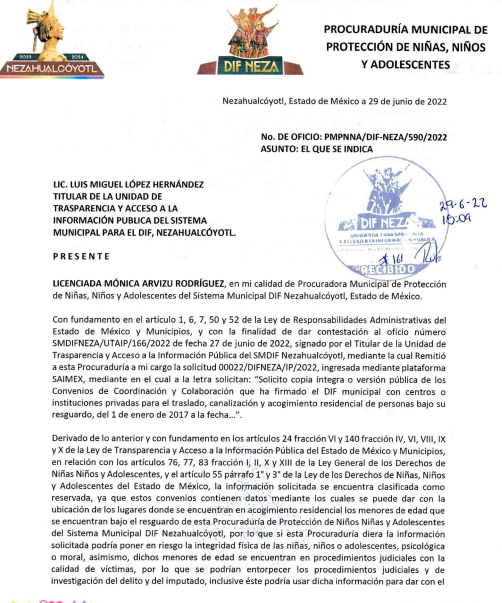 PROCURADURÍA MUNICIPAL DE
PROTECCIÓN DE NIÑAS, NIÑOS
Y ADOLESCENTES
2022 2024
NEZAHUALCÓYOTL
DIF NEZA
Nezahualcóyotl, Estado de México a 29 de junio de 2022
No. DE OFICIO: PMPNNA/DIF-NEZA/590/2022
ASUNTO: EL QUE SE INDICA
LIC. LUIS MIGUEL LÓPEZ HERNÁNDEZ
TITULAR DE LA UNIDAD DE
TRASPARENCIA Y ACCESO A LA
INFORMACIÓN PUBLICA DEL SISTEMA
MUNICIPAL PARA EL DIF, NEZAHUALCÓYOTL.
29-6-22
15:09
DIF NEZA
UNIDAD DE TRANSPARENCIA
Y ACCESO A LA INFORMACIÓN PÚBLICA
RECIBIDO
P R E S E N T E
LICENCIADA MÓNICA ARVIZU RODRÍGUEZ, en mi calidad de Procuradora Municipal de Protección
de Niñas, Niños y Adolescentes del Sistema Municipal DIF Nezahualcóyotl, Estado de México.
Con fundamento en el artículo 1, 6, 7, 50 y 52 de la Ley de Responsabilidades Administrativas del
Estado de México y Municipios, y con la finalidad de dar contestación al oficio número
SMDIFNEZA/UTAIP/166/2022 de fecha 27 de junio de 2022, signado por el Titular de la Unidad de
Trasparencia y Acceso a la Información Pública del SMDIF Nezahualcóyotl, mediante la cual Remitió
a esta Procuraduría a mi cargo la solicitud 00022/DIFNEZA/IP/2022, ingresada mediante plataforma
SAIMEX, mediante en el cual a la letra solicitan: "Solicito copia íntegra o versión pública de los
Convenios de Coordinación y Colaboración que ha firmado el DIF municipal con centros o
instituciones privadas para el traslado, canalización y acogimiento residencial de personas bajo su
resguardo, del 1 de enero de 2017 a la fecha…".
Derivado de lo anterior y con fundamento en los artículos 24 fracción VI y 140 fracción IV, VI, VIII, IX
y X de la Ley de Transparencia y Acceso a la Información Pública del Estado de México y Municipios,
en relación con los artículos 76, 77, 83 fracción I, II, X y XIII de la Ley General de los Derechos de
Niñas Niños y Adolescentes, y el artículo 55 párrafo 1° y 3° de la Ley de los Derechos de Niñas, Niños
y Adolescentes del Estado de México, la información solicitada se encuentra clasificada como
reservada, ya que estos convenios contienen datos mediante los cuales se puede dar con la
ubicación de los lugares donde se encuentran en acogimiento residencial los menores de edad que
se encuentran bajo el resguardo de esta Procuraduría de Protección de Niños Niñas y Adolescentes
del Sistema Municipal DIF Nezahualcóyotl, por lo que si esta Procuraduría diera la información
solicitada podría poner en riesgo la integridad física de las niñas, niños o adolescentes, psicológica
o moral, asimismo, dichos menores de edad se encuentran en procedimientos judiciales con la
calidad de víctimas, por lo que se podrían entorpecer los procedimientos judiciales y de
investigación del delito y del imputado, inclusive éste podría usar dicha información para dar con el